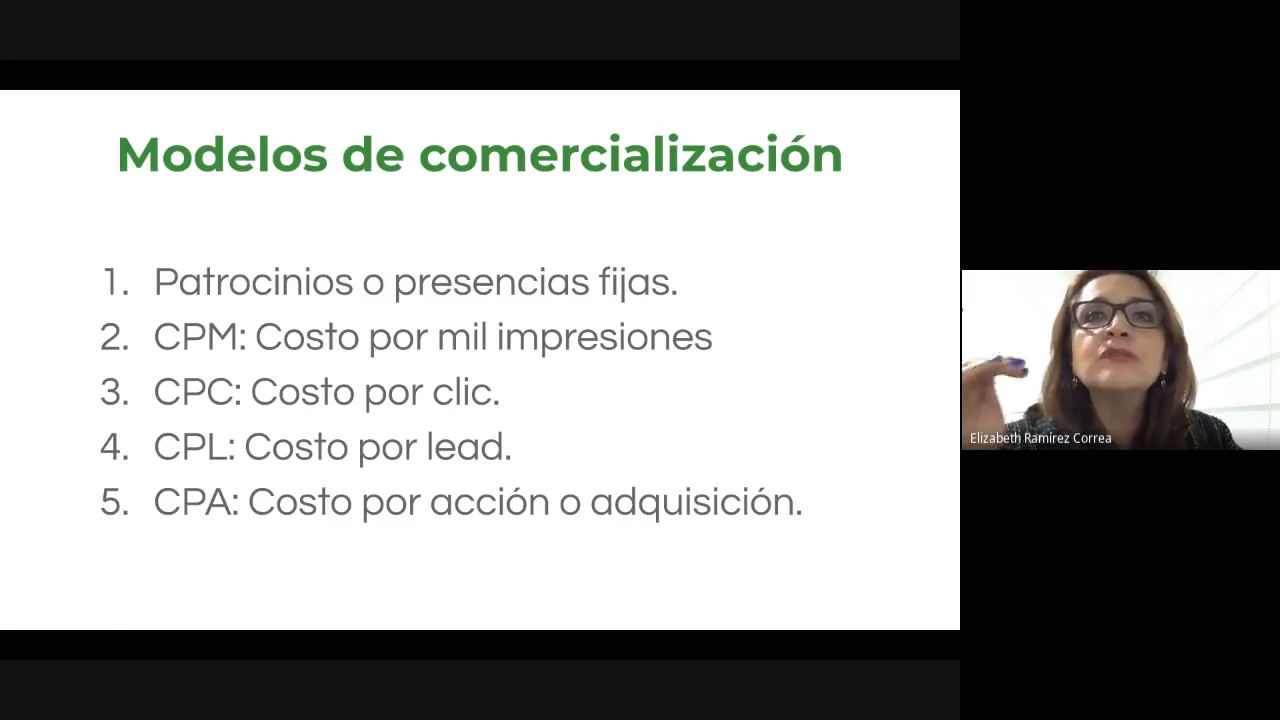 Modelos de comercialización
1. Patrocinios o presencias fijas.
2. CPM: Costo por mil impresiones
3. CPC: Costo por clic.
4. CPL: Costo por lead.
5. CPA: Costo por acción o adquisición.
Elizabeth Ramírez Correa